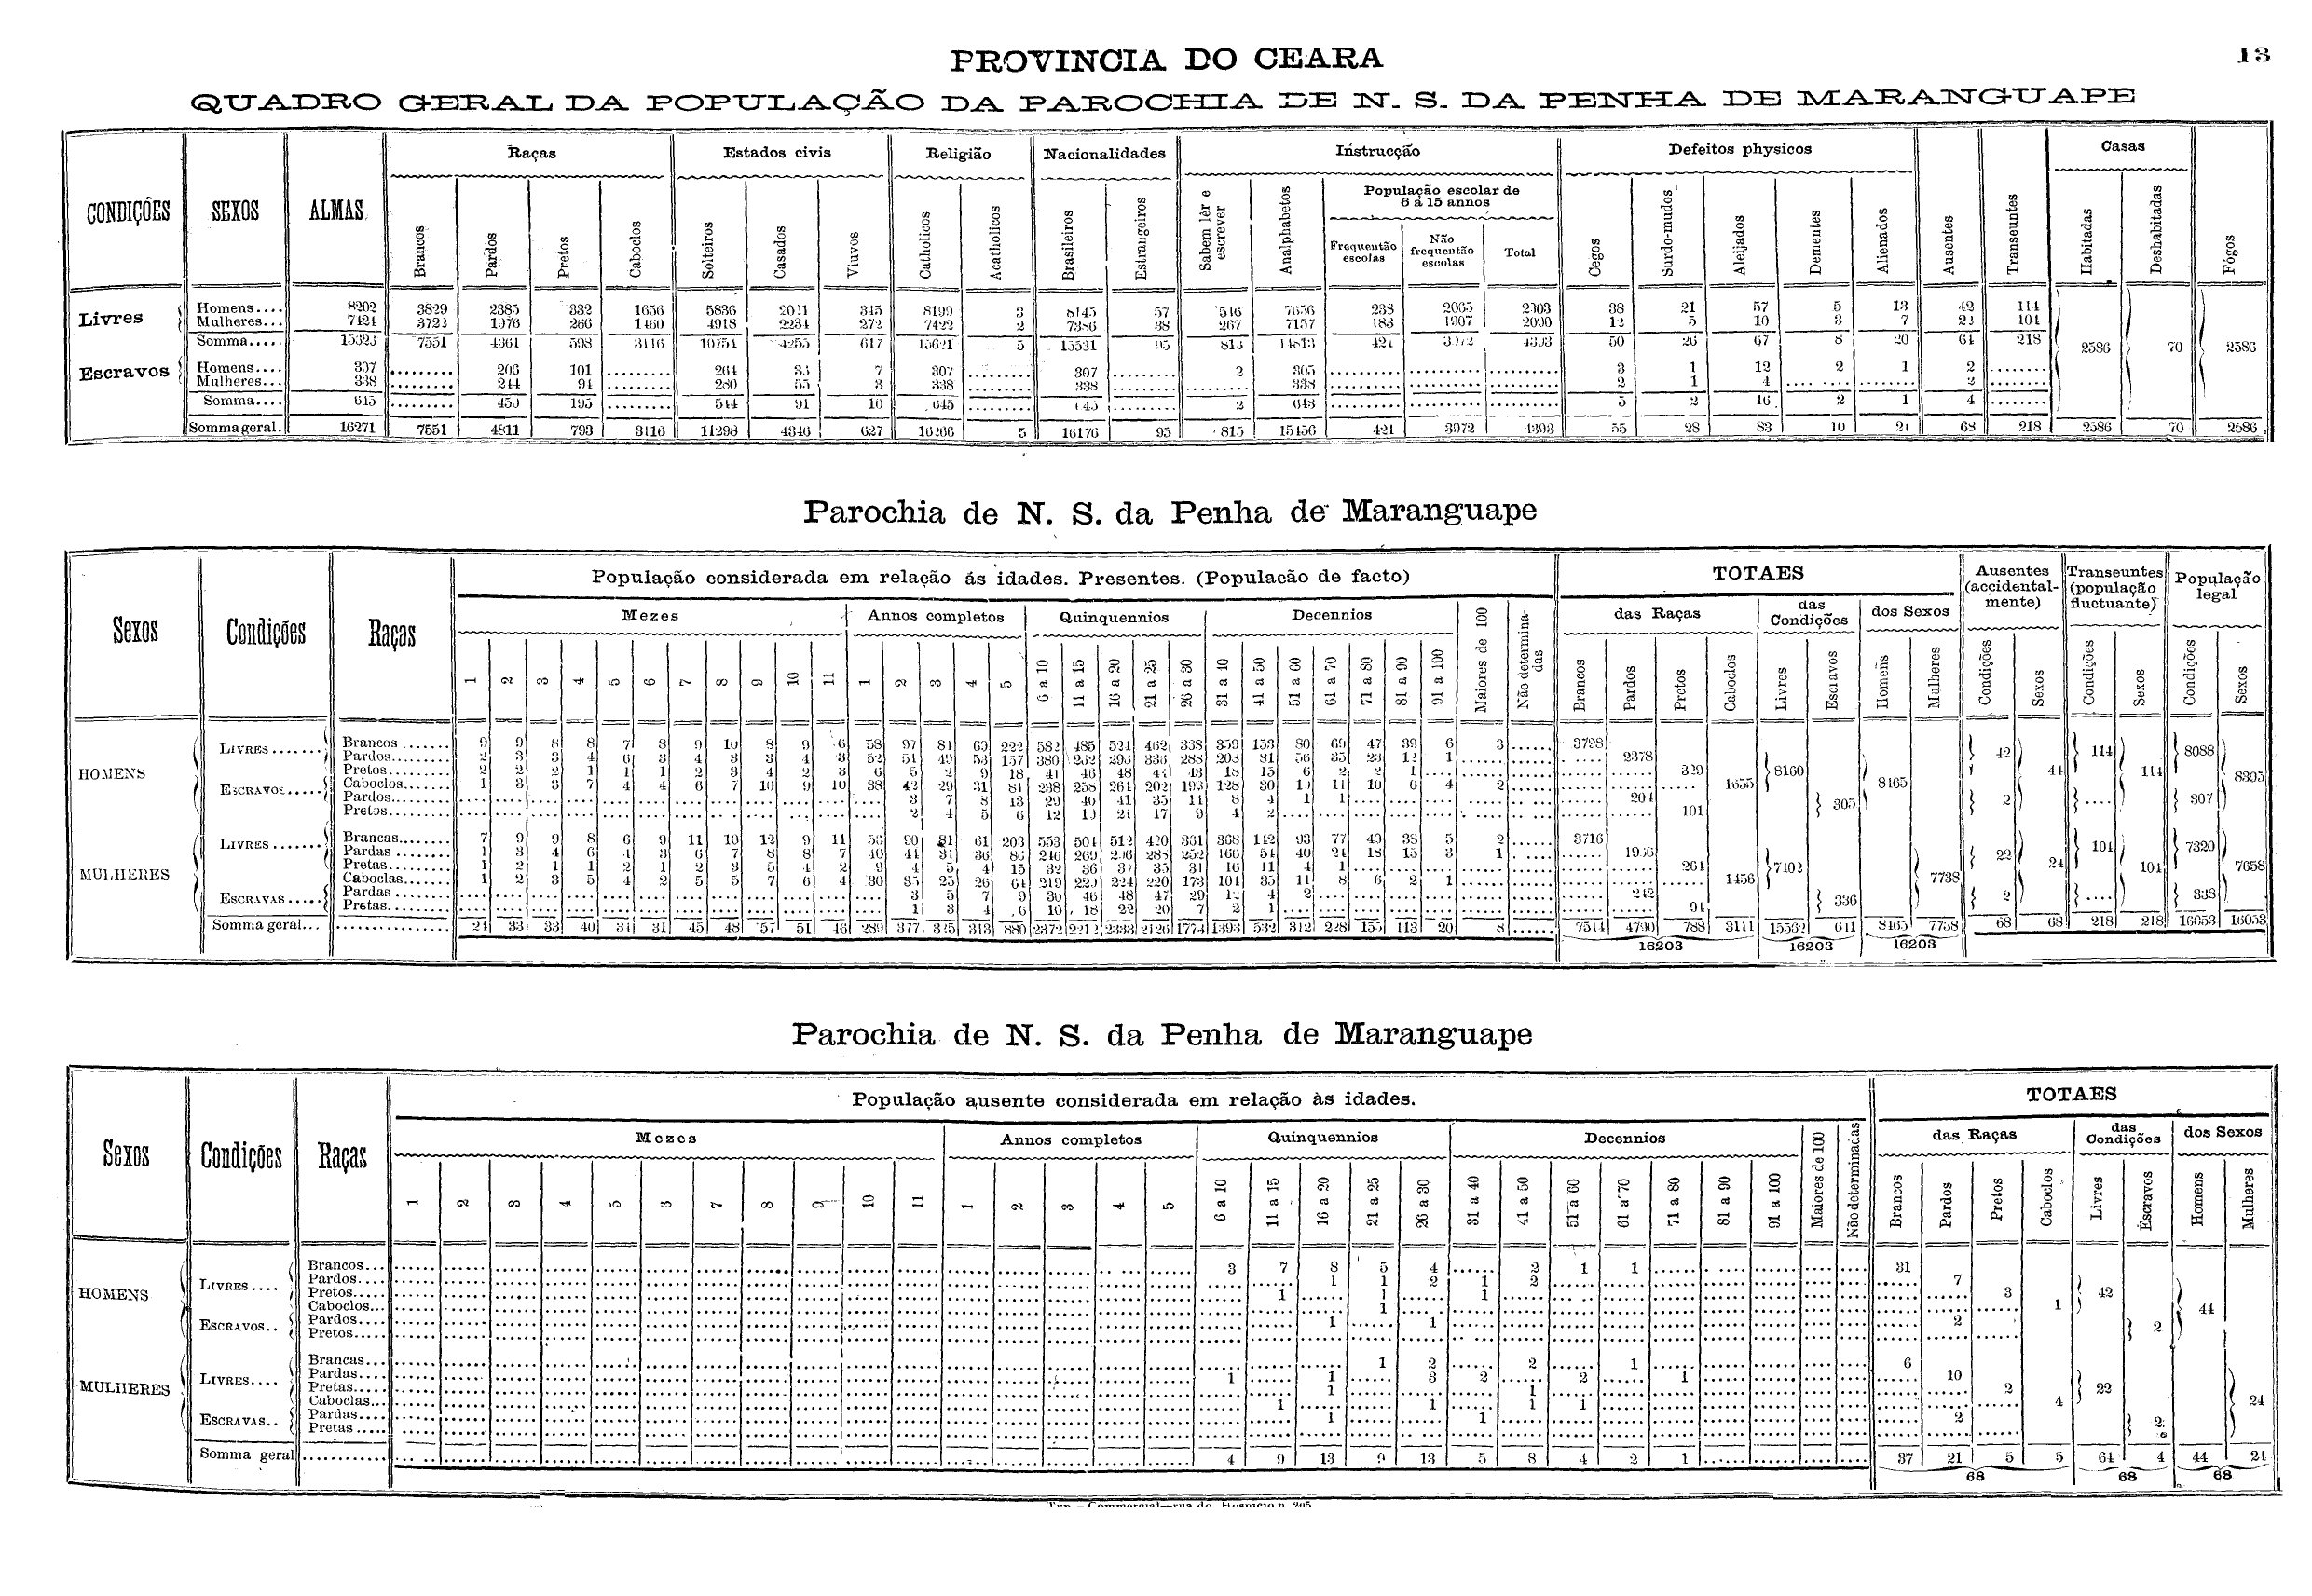 PROVINCIA DO CEARA
13
QUADRO GERAL DA POPULAÇÃO DA PAROCHIA DE N. S. DA PENHA DE MARANGUAPE
CONDIÇÕES SEXOS ALMAS Raças Estados civis Religião Nacionalidades Instrucção Defeitos physicos Ausentes Transeuntes Casas Fógos
População escolar de 6 á 15 annos
Brancos Pardos Pretos Caboclos Solteiros Casados Viuvos Catholicos Acatholicos Brasileiros Estrangeiros Sabem lêr e escrever Analphabetos Frequentão escolas Não frequentão escolas Total Cegos Surdo-mudos Aleijados Dementes Alienados Habitadas Deshabitadas
Livres Homens.... 8202 3829 2385 332 1656 5836 2021 345 8199 3 8145 57 546 7656 238 2065 2303 38 21 57 5 13 42 114
Mulheres... 7424 3722 1976 266 1460 4918 2234 272 7422 2 7386 38 267 7157 183 1907 2090 12 5 10 3 7 22 104
Somma..... 7551 598 3116 10754 4255 617 15621 5 15531 95 813 14813 421 50 26 67 8 20 64 218 2586 70 2586
Escravos Homens.... 307 ........ 206 101 ........ 264 7 307 ........ 307 ........ 2 305 ........ ........ ........ 3 1 12 2 1 2 ........
Mulheres... 338 ........ 244 94 ........ 280 55 3 338 ........ 338 ........ ........ 338 ........ ........ ........ 2 1 4 ........ ........ 2 ........
Somma.... 645 ........ 450 195 ........ 544 91 10 645 ........ 645 ........ 2 643 ........ ........ ........ 5 2 16 2 1 4 ........
Somma geral. 16271 7551 4811 793 3116 11298 4346 627 16266 5 16176 95 815 15456 421 3972 4393 55 28 83 10 21 68 218 2586 70 2586
Parochia de N. S. da Penha de Maranguape
Sexos Condições Raças População considerada em relação ás idades. Presentes. (Populacão de facto) TOTAES Ausentes (accidentalmente) Transeuntes (população fluctuante) População legal
Mezes Annos completos Quinquennios Decennios Maiores de 100 Não determinadas das Raças das Condições dos Sexos
1 2 3 4 5 6 7 8 9 10 11 1 2 3 4 5 6 a 10 11 a 15 16 a 20 21 a 25 26 a 30 31 a 40 41 a 50 51 a 60 61 a 70 71 a 80 81 a 90 91 a 100 Brancos Pardos Pretos Caboclos Livres Escravos Homens Mulheres Condições Sexos Condições Sexos Condições Sexos
HOMENS LIVRES....... Brancos ....... 9 9 8 8 7 8 9 10 8 9 6 58 97 81 69 222 582 485 524 462 338 359 153 80 69 47 39 6 3 ...... 3798
Pardos....... 2 3 3 4 6 3 4 3 3 4 3 52 51 49 53 157 380 336 288 203 81 56 35 23 12 1 2378
Pretos........ 2 2 2 1 1 1 2 3 4 2 3 6 5 2 9 18 41 46 48 44 43 18 15 6 2 2 1 329
Caboclos....... 1 3 3 7 4 4 6 7 10 9 10 38 42 29 31 81 238 258 264 202 193 128 30 11 10 6 4 2 1655
ESCRAVOS..... Pardos........ 3 7 8 13 29 40 41 35 11 8 4 1 1 204
Pretos........ 2 4 5 6 12 21 17 9 4 2 101
8160 305 8465 42 2 44 114 .... 114 8088 307 8395
MULHERES LIVRES....... Brancas........ 7 9 9 8 6 9 11 10 12 9 11 56 90 81 61 203 553 504 512 420 361 368 142 93 77 43 38 5 2 ...... 3716
Pardas ........ 1 3 4 6 4 3 6 7 8 8 7 40 44 31 36 246 269 252 166 54 40 24 18 15 3 1
Pretas......... 1 2 1 1 2 1 2 3 5 4 2 9 4 5 4 15 32 36 37 35 31 16 11 4 1 264
Caboclas....... 1 2 3 5 4 2 5 5 7 6 4 30 35 25 26 64 219 224 220 173 104 35 11 8 6 2 1 1456
ESCRAVAS..... Pardas ........ 3 5 7 9 30 46 48 47 29 12 4 2 242
Pretas......... 1 3 4 6 10 18 22 20 7 2 1 94
7102 336 7738 22 2 24 104 .... 104 7320 338 7658
Somma geral... ............... 24 33 33 40 34 31 45 48 57 51 46 289 377 325 313 880 2372 2212 2333 2126 1774 1393 532 312 228 155 113 20 8 ...... 7514 4790 788 3111 15562 641 8465 7758 68 68 218 218 16053 16053
16203 16203 16203
Parochia de N. S. da Penha de Maranguape
Sexos Condições Raças População ausente considerada em relação às idades. TOTAES
Mezes Annos completos Quinquennios Decennios Maiores de 100 Não determinadas das Raças das Condições dos Sexos
1 2 3 4 5 6 7 8 9 10 11 1 2 3 4 5 6 a 10 11 a 15 16 a 20 21 a 25 26 a 30 31 a 40 41 a 50 51 a 60 61 a 70 71 a 80 81 a 90 91 a 100 Brancos Pardos Pretos Caboclos Livres Escravos Homens Mulheres
HOMENS LIVRES.... Brancos... 3 7 8 5 4 ...... 2 1 1 31
Pardos.... 1 1 2 1 2 7
Pretos..... 1 ...... 1 .... 1 3
Caboclos... 1 1
ESCRAVOS.. Pardos.... 1 ...... 1 2
Pretos.....
42 2 44
MULHERES LIVRES.... Brancas... 1 2 ...... 2 ...... 1 6
Pardas.... 1 ...... 1 ...... 3 2 ...... 2 ...... 1 10
Pretas..... 1 1 2
Caboclas... 1 ...... 1 1 1 4
ESCRAVAS.. Pardas.... 1 ...... 1 2
Pretas .....
22 2 24
Somma geral ............ 4 9 13 9 13 5 8 4 2 1 37 21 5 5 64 4 44 24
68 68 68